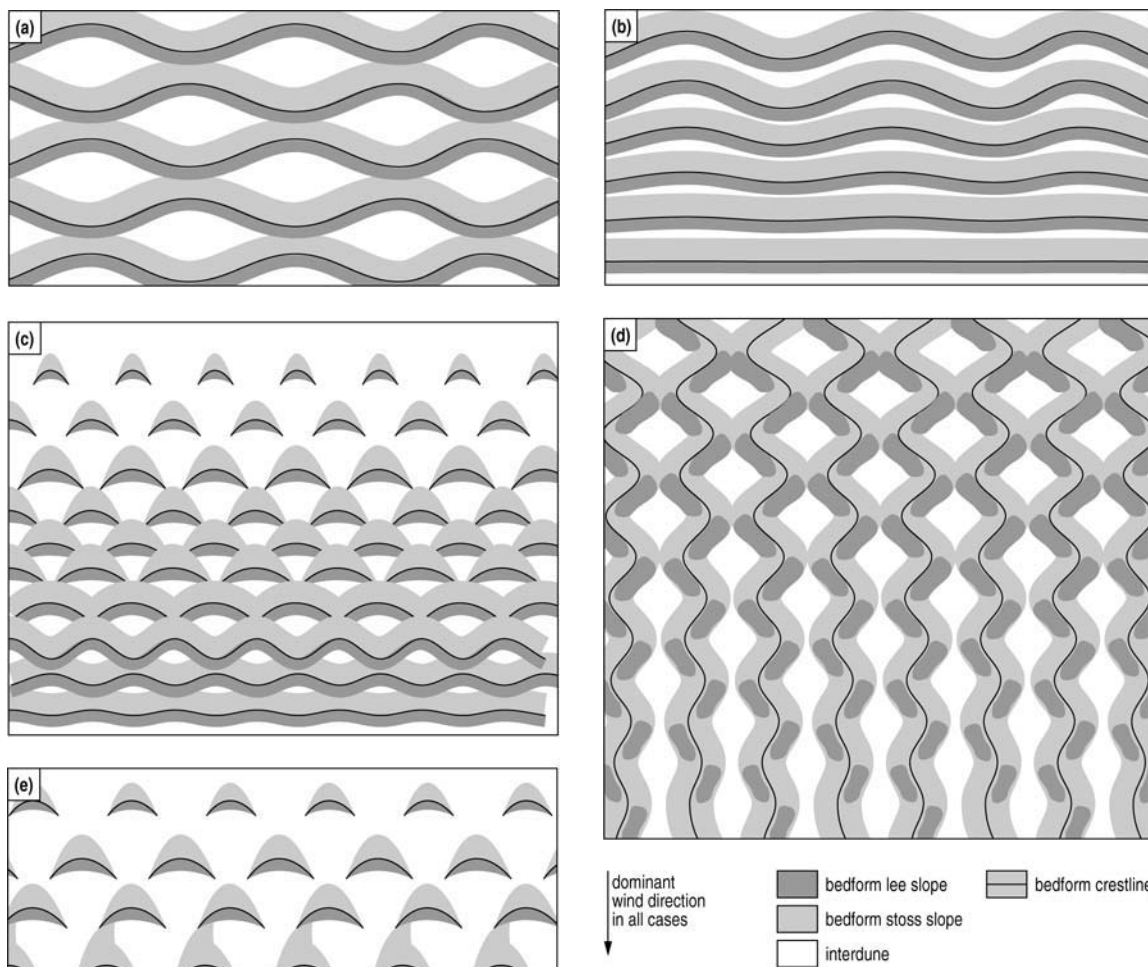 (a)
(b)
(c)
(d)
(e)
dominant
wind direction
in all cases
bedform lee slope
bedform stoss slope
interdune
bedform crestline